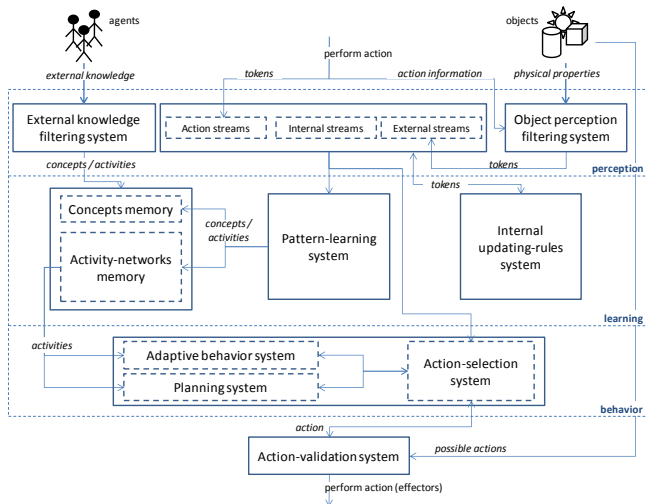 agents
objects
perform action
external knowledge
tokens
action information
physical properties
External knowledge
filtering system
Action streams
Internal streams
External streams
Object perception
filtering system
concepts / activities
tokens
perception
tokens
Concepts memory
Activity-networks
memory
concepts /
activities
Pattern-learning
system
Internal
updating-rules
system
learning
activities
Adaptive behavior system
Planning system
Action-selection
system
behavior
action
Action-validation system
possible actions
perform action (effectors)